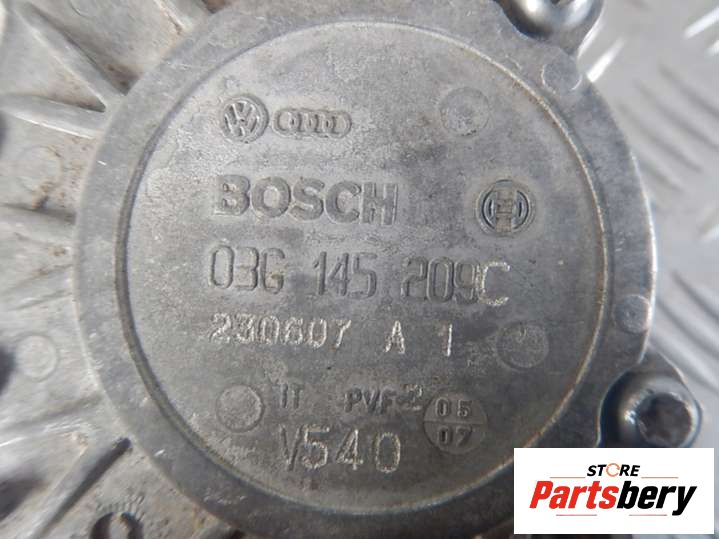 BOSCH
03G 145 209C
230607 A 1
IT PVF 2 05
07
V540
STORE
Partsbery